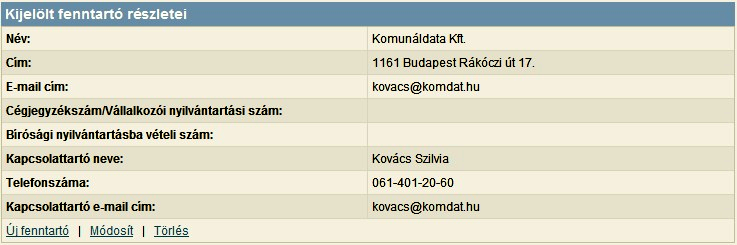 Kijelölt fenntartó részletei
Név: Komunáldata Kft.
Cím: 1161 Budapest Rákóczi út 17.
E-mail cím: kovacs@komdat.hu
Cégjegyzékszám/Vállalkozói nyilvántartási szám:
Bírósági nyilvántartásba vételi szám:
Kapcsolattartó neve: Kovács Szilvia
Telefonszáma: 061-401-20-60
Kapcsolattartó e-mail cím: kovacs@komdat.hu
Új fenntartó | Módosít | Törlés